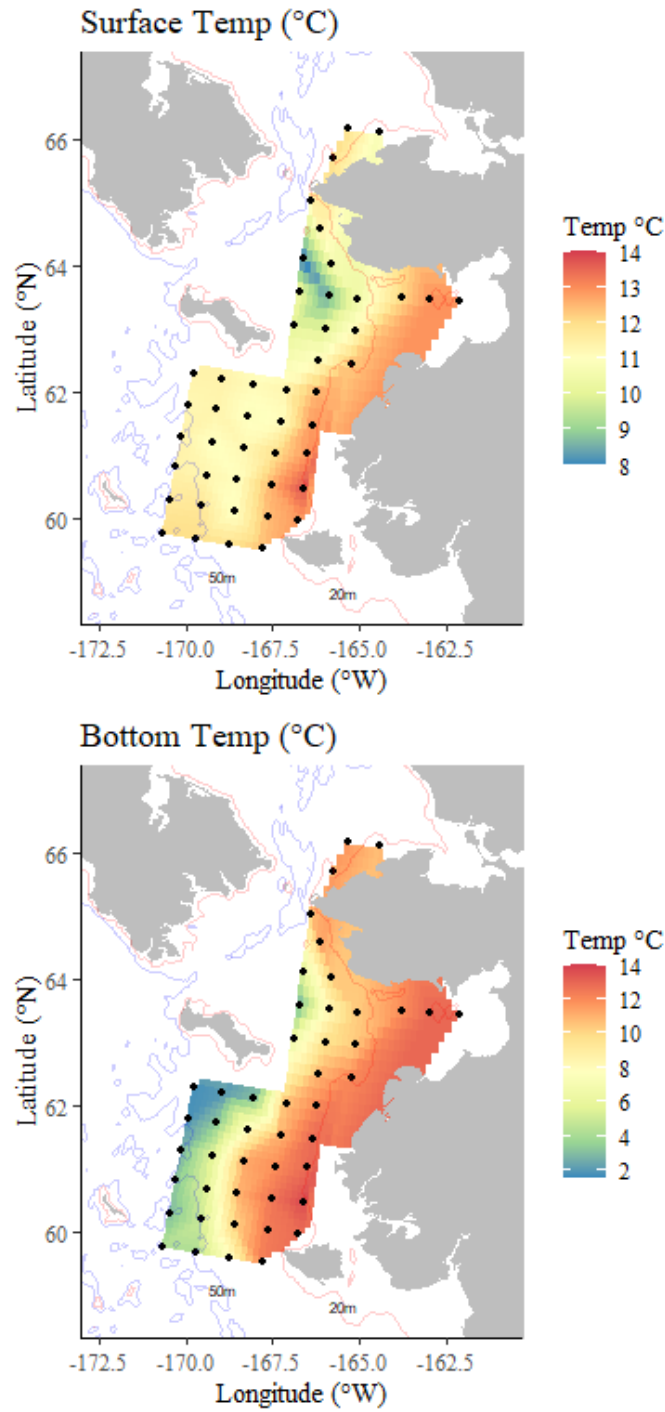 Surface Temp (°C)
66
64
62
60
Latitude (°N)
50m
20m
-172.5 -170.0 -167.5 -165.0 -162.5
Longitude (°W)
Temp (°C)
14
13
12
11
10
9
8
Bottom Temp (°C)
66
64
62
60
Latitude (°N)
50m
20m
-172.5 -170.0 -167.5 -165.0 -162.5
Longitude (°W)
Temp °C
14
12
10
8
6
4
2